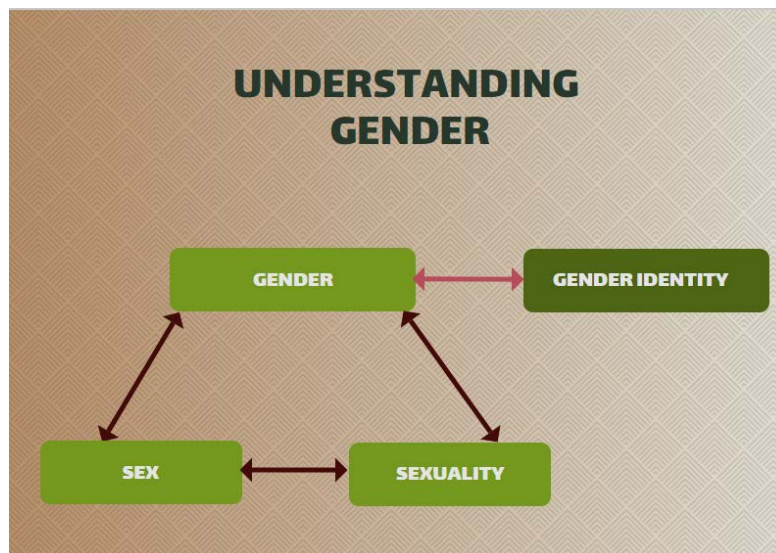 UNDERSTANDING
GENDER
GENDER
GENDER IDENTITY
SEX
SEXUALITY